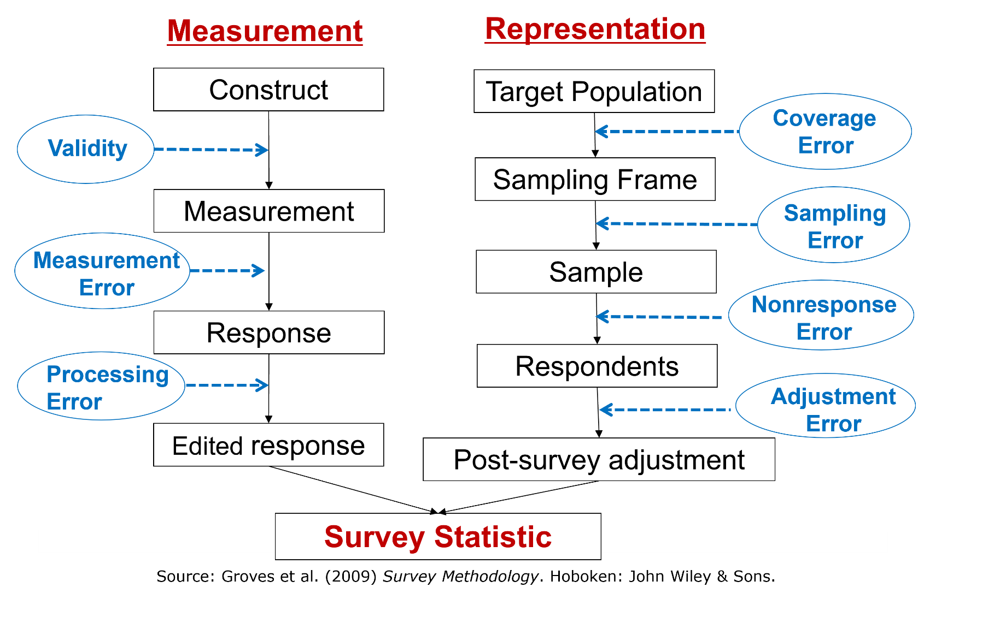 Measurement
Construct
Validity
Measurement
Measurement
Error
Response
Processing
Error
Edited response
Representation
Target Population
Coverage
Error
Sampling Frame
Sampling
Error
Sample
Nonresponse
Error
Respondents
Adjustment
Error
Post-survey adjustment
Survey Statistic
Source: Groves et al. (2009) Survey Methodology. Hoboken: John Wiley & Sons.